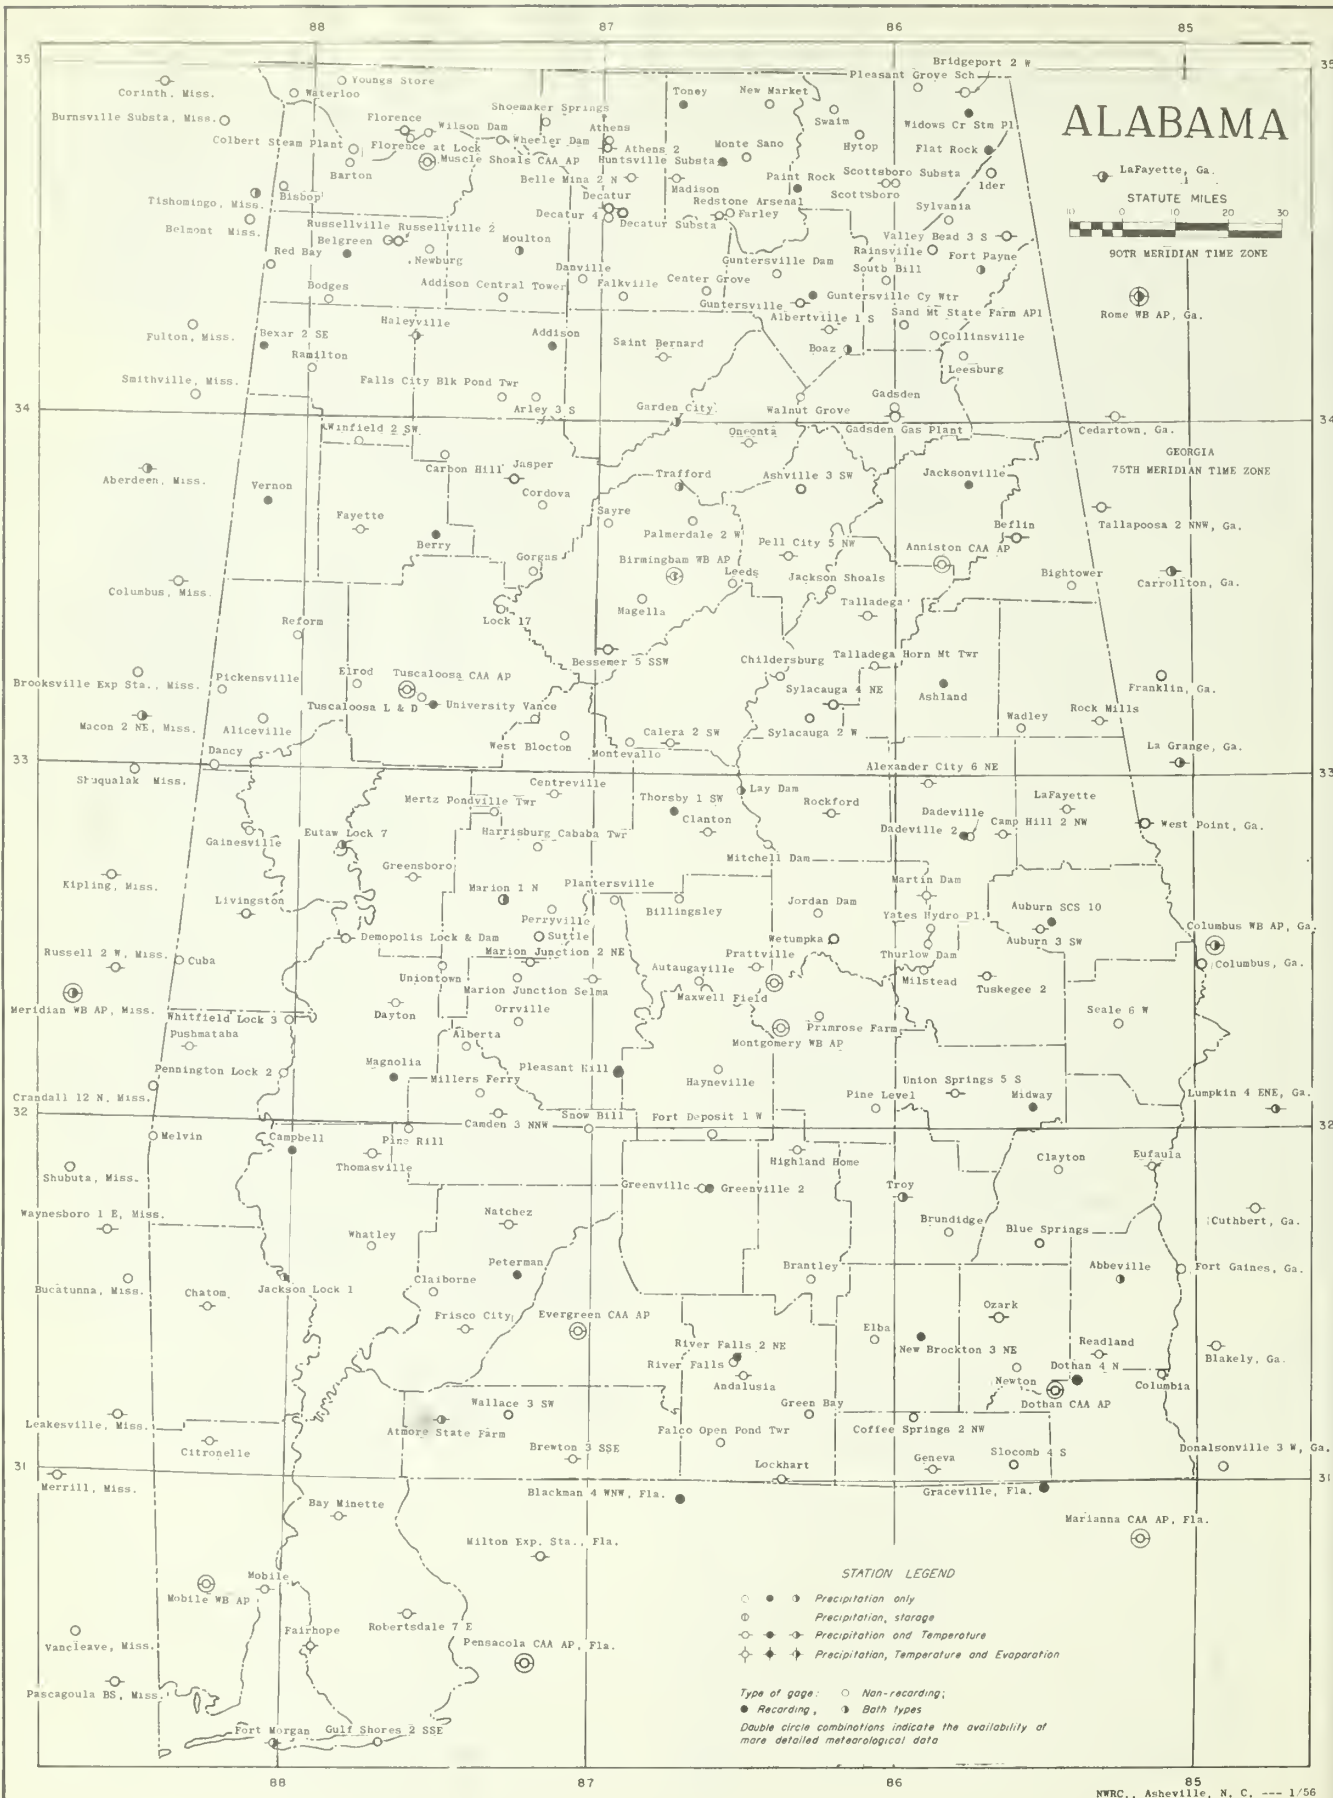 88 87 86 85
35 35
ALABAMA
Bridgeport 2 W
Pleasant Grove Sch
Youngs Store
Corinth, Miss.
Waterloo
Toney
New Market
Shoemaker Springs
Burnsville Substa, Miss.
Florence
Wilson Dam
Athens
Swaim
Widows Cr Stm Pl
Colbert Steam Plant
Florence at Lock
Wheeler Dam
Athens 2
Monte Sano
Hytop
Flat Rock
Muscle Shoals CAA AP
Huntsville Substa
Barton
Belle Mina 2 N
Madison
Paint Rock
Scottsboro Substa
Ider
LaFayette, Ga.
Bishop
Decatur
Redstone Arsenal
Scottsboro
STATUTE MILES
Tishomingo, Miss.
Decatur 4
Farley
Sylvania
10 0 10 20 30
Belmont Miss.
Russellville Russellville 2
Decatur Substa
Valley Bead 3 S
Belgreen
Moulton
Rainsville
Fort Payne
90TR MERIDIAN TIME ZONE
Red Bay
Newburg
Danville
Guntersville Dam
Soutb Bill
Bodges
Addison Central Tower
Falkville
Center Grove
Guntersville
Guntersville Cy Wtr
Rome WB AP, Ga.
Fulton, Miss.
Haleyville
Albertville 1 S
Sand Mt State Farm AP1
Bexar 2 SE
Addison
Saint Bernard
Boaz
Collinsville
Ramilton
Leesburg
Smithville, Miss.
Falls City Blk Pond Twr
Gadsden
34 34
Arley 3 S
Garden City
Walnut Grove
Winfield 2 SW
Oneonta
Gadsden Gas Plant
Cedartown, Ga.
GEORGIA
75TH MERIDIAN TIME ZONE
Aberdeen, Miss.
Carbon Hill
Jasper
Trafford
Ashville 3 SW
Jacksonville
Vernon
Cordova
Fayette
Sayre
Palmerdale 2 W
Beflin
Tallapoosa 2 NNW, Ga.
Berry
Pell City 5 NW
Anniston CAA AP
Gorgas
Birmingbam WB AP
Leeds
Jackson Shoals
Bightower
Carrollton, Ga.
Columbus, Miss.
Magella
Talladega
Lock 17
Reform
Bessemer 5 SSW
Childersburg
Talladega Horn Mt Twr
Brooksville Exp Sta., Miss.
Pickensville
Elrod
Tuscaloosa CAA AP
Sylacauga 4 NE
Ashland
Franklin, Ga.
Tuscaloosa L & D
University Vance
Macon 2 NE, Miss.
Aliceville
Wadley
Rock Mills
West Blocton
Calera 2 SW
Sylacauga 2 W
Dancy
Montevallo
La Grange, Ga.
33 33
Shuqualak Miss.
Alexander City 6 NE
Centreville
Lay Dam
Mertz Pondville Twr
Thorsby 1 SW
Rockford
Dadeville
LaFayette
Clanton
Dadeville 2
Camp Hill 2 NW
West Point, Ga.
Gainesville
Eutaw Lock 7
Harrisburg Cababa Twr
Mitchell Dam
Kipling, Miss.
Greensboro
Marion 1 N
Plantersville
Martin Dam
Livingston
Billingsley
Jordan Dam
Auburn SCS 10
Perryville
Yates Hydro Pl.
Columbus WB AP, Ga.
Demopolis Lock & Dam
Suttle
Wetumpka
Auburn 3 SW
Russell 2 W, Miss.
Cuba
Marion Junction 2 NE
Prattville
Thurlow Dam
Columbus, Ga.
Uniontown
Autaugaville
Milstead
Tuskegee 2
Marion Junction Selma
Maxwell Field
Meridian WB AP, Miss.
Dayton
Orrville
Whitfield Lock 3
Primrose Farm
Seale 6 W
Pushmataba
Alberta
Montgomery WB AP
Pennington Lock 2
Magnolia
Pleasant Hill
Millers Ferry
Hayneville
Union Springs 5 S
Crandall 12 N, Miss.
Pine Level
Midway
Lumpkin 4 ENE, Ga.
32 32
Camden 3 NNW
Snow Bill
Fort Deposit 1 W
Melvin
Campbell
Pine Rill
Shubuta, Miss.
Thomasville
Highland Home
Clayton
Eufaula
Greenville
Greenville 2
Troy
Waynesboro 1 E, Miss.
Natchez
Cuthbert, Ga.
Whatley
Brundidge
Blue Springs
Peterman
Bucatunna, Miss.
Chatom
Jackson Lock 1
Claiborne
Brantley
Abbeville
Fort Gaines, Ga.
Frisco City
Evergreen CAA AP
Ozark
Elba
River Falls 2 NE
New Brockton 3 NE
Readland
River Falls
Blakely, Ga.
Andalusia
Newton
Dothan 4 N
Columbia
Dothan CAA AP
Leakesville, Miss.
Wallace 3 SW
Green Bay
Atmore State Farm
Falco Open Pond Twr
Coffee Springs 2 NW
Citronelle
Brewton 3 SSE
Slocomb 4 S
Donalsonville 3 W, Ga.
Geneva
31 31
Merrill, Miss.
Lockhart
Blackman 4 WNW, Fla.
Graceville, Fla.
Bay Minette
Marianna CAA AP, Fla.
Milton Exp. Sta., Fla.
STATION LEGEND
Mobile
Mobile WB AP
Precipitation only
Precipitation, storage
Vancleave, Miss.
Fairhope
Robertsdale 7 E
Precipitation and Temperature
Pensacola CAA AP, Fla.
Precipitation, Temperature and Evaporation
Pascagoula BS, Miss.
Type of gage: Non-recording;
Recording, Both types
Double circle combinations indicate the availability of
more detailed meteorological data
Fort Morgan
Gulf Shores 2 SSE
88 87 86 85
NWRC., Asheville, N. C. --- 1/56